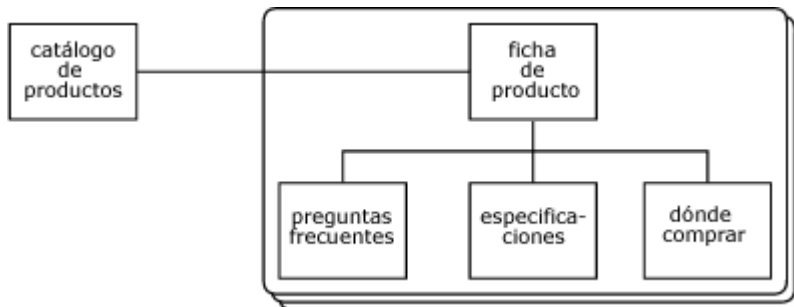 catálogo
de
productos
ficha
de
producto
preguntas
frecuentes
especifica-
ciones
dónde
comprar